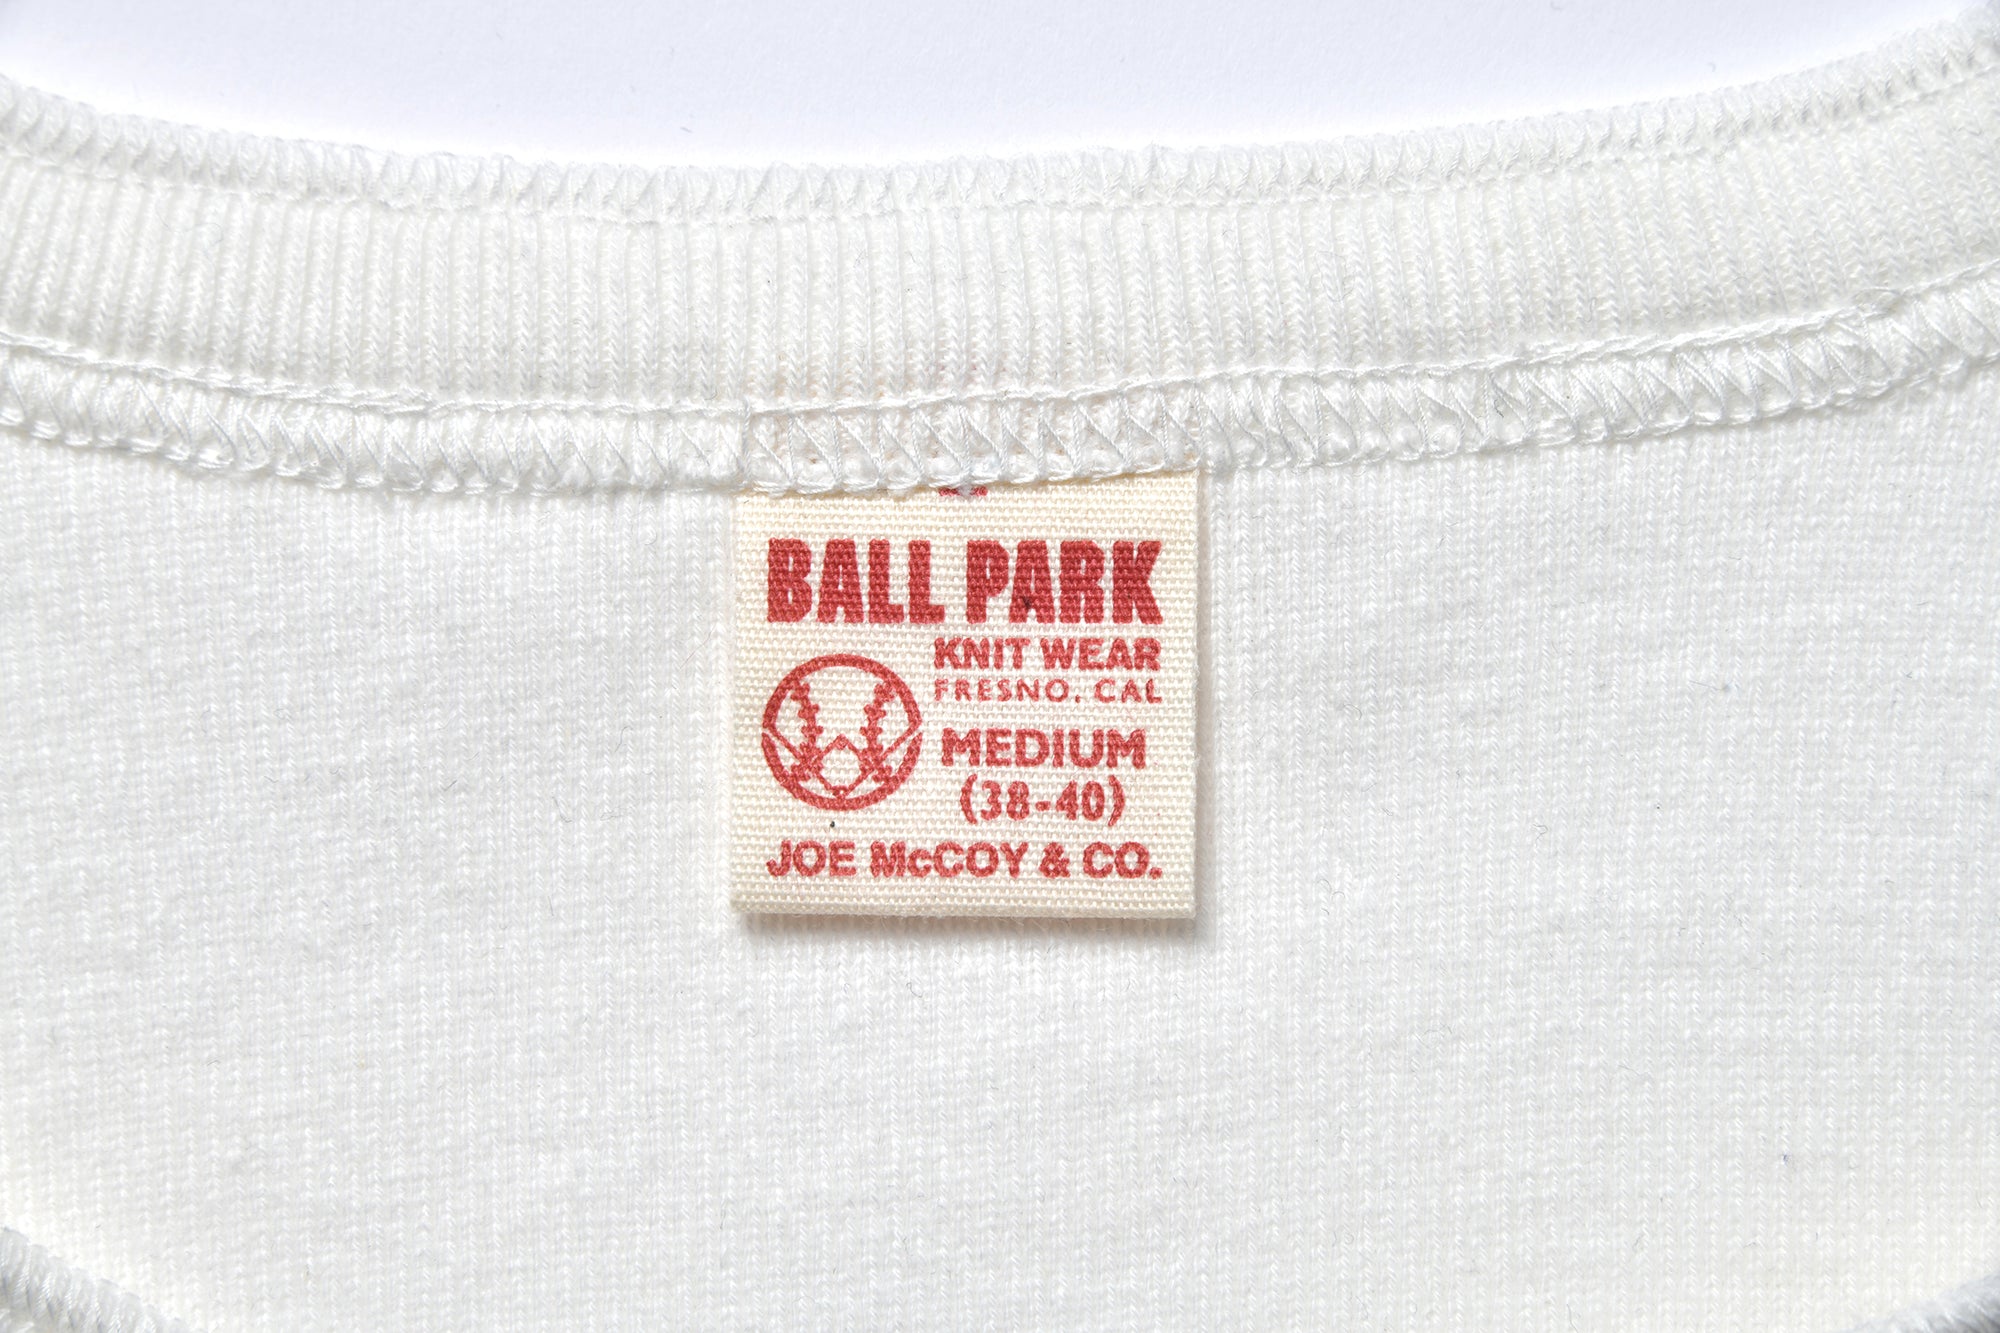 BALL PARK
KNIT WEAR
FRESNO, CAL
MEDIUM
(38-40)
JOE McCOY & CO.